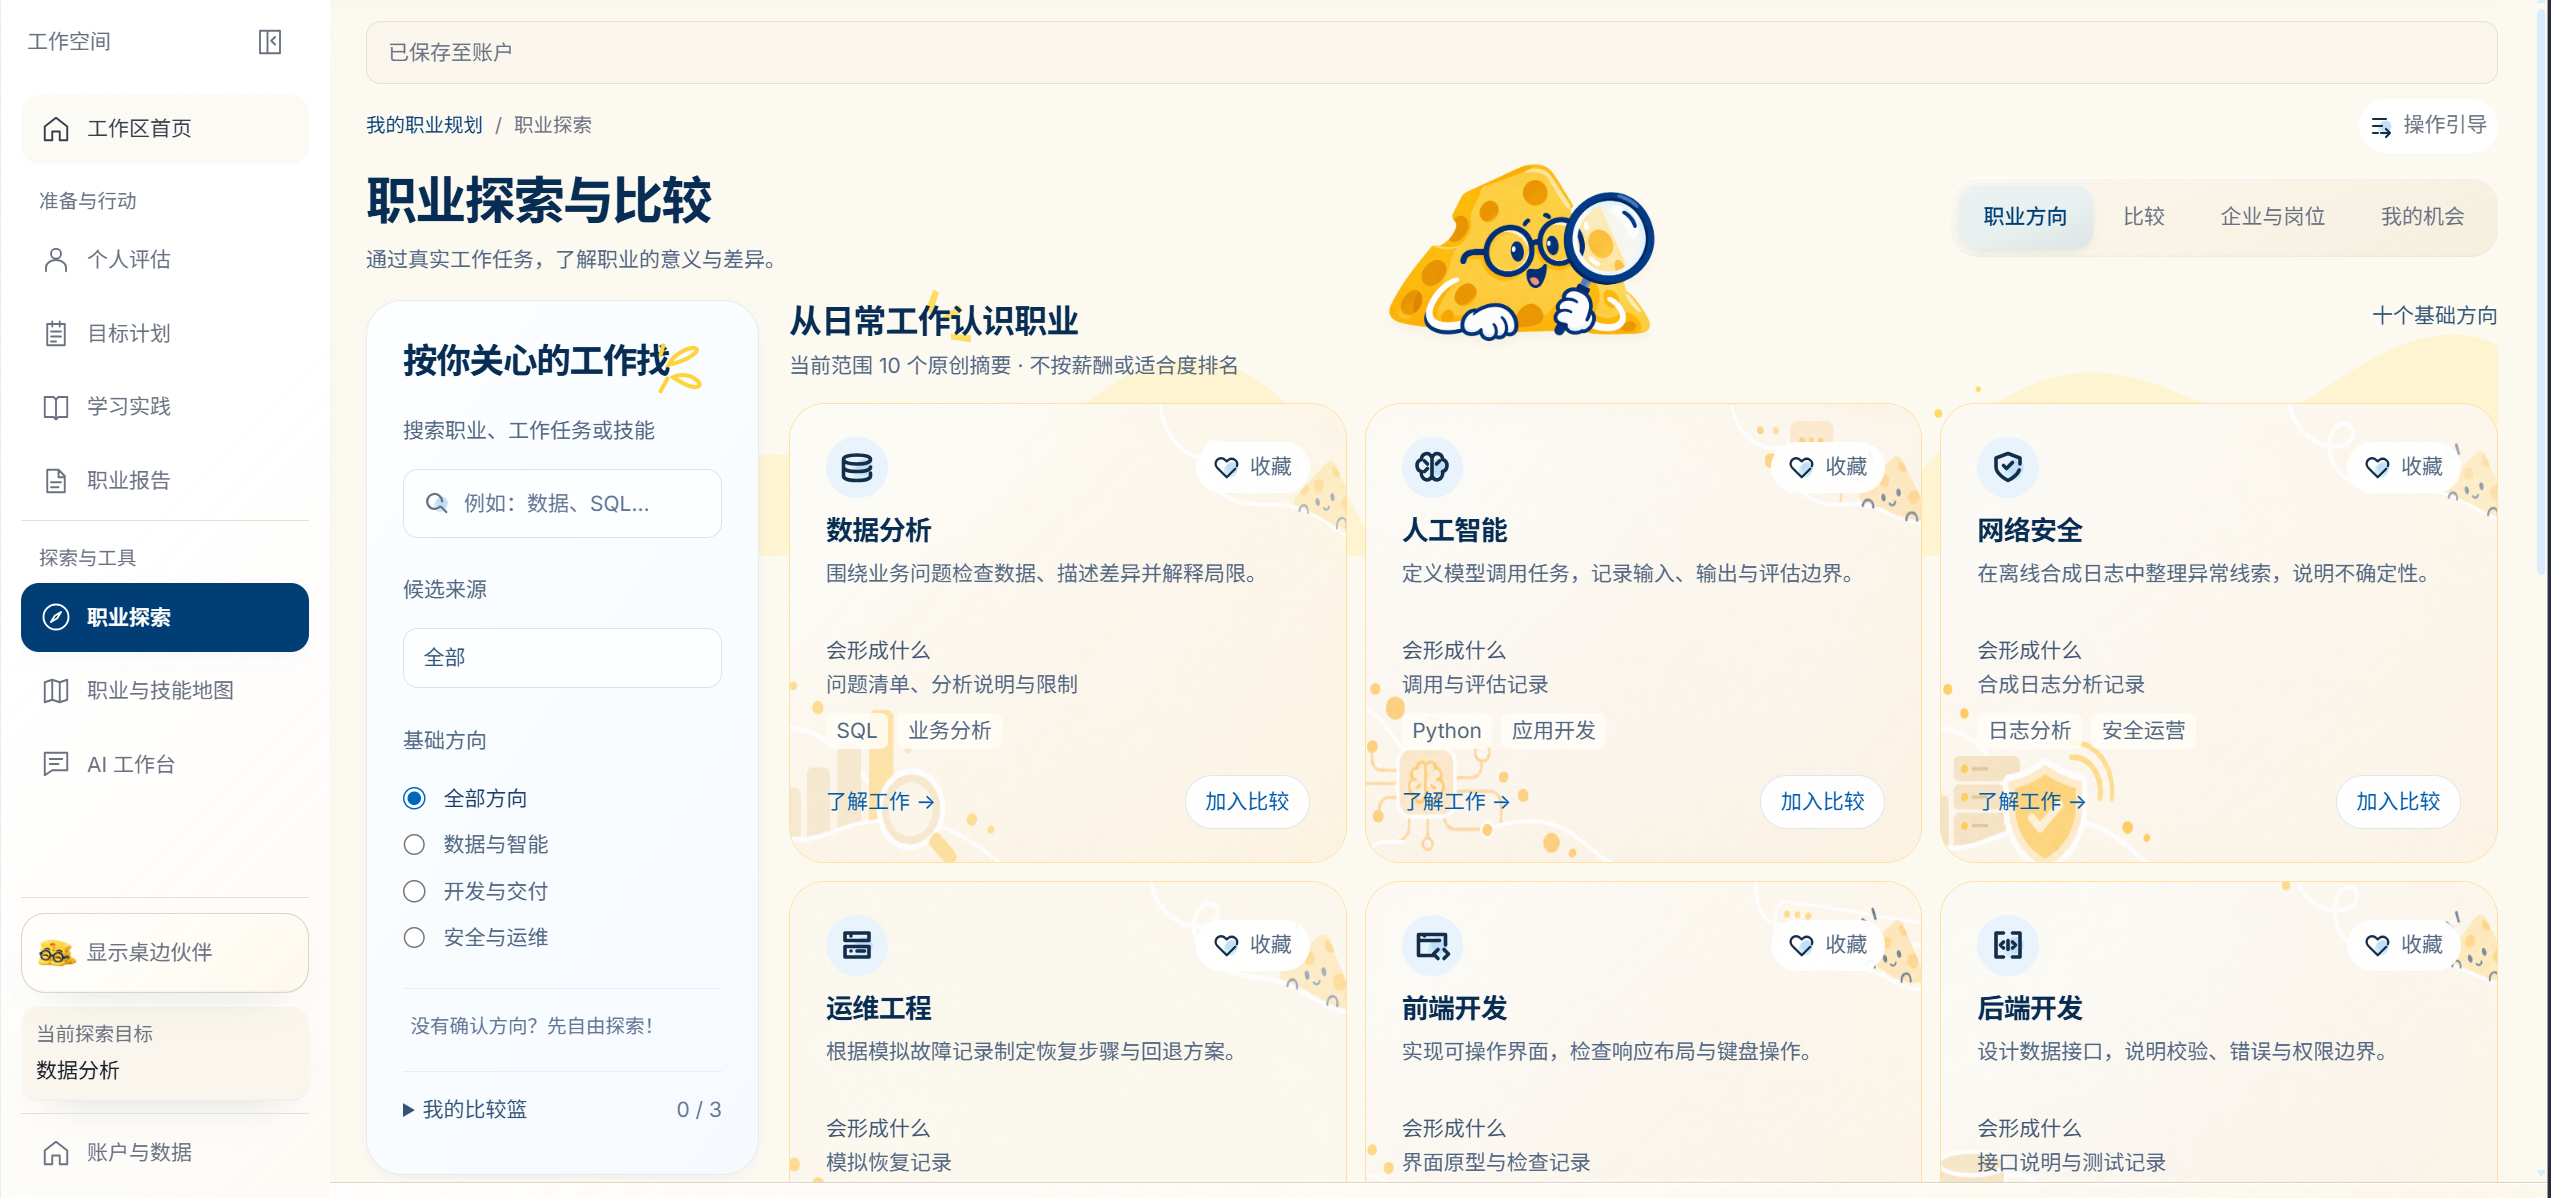 工作空间
工作区首页
准备与行动
个人评估
目标计划
学习实践
职业报告
探索与工具
职业探索
职业与技能地图
AI 工作台
显示桌边伙伴
当前探索目标
数据分析
账户与数据
已保存至账户
我的职业规划 / 职业探索
操作引导
职业探索与比较
通过真实工作任务，了解职业的意义与差异。
职业方向
比较
企业与岗位
我的机会
按你关心的工作找
搜索职业、工作任务或技能
例如：数据、SQL...
候选来源
全部
基础方向
全部方向
数据与智能
开发与交付
安全与运维
没有确认方向？先自由探索！
我的比较篮 0 / 3
从日常工作认识职业
十个基础方向
当前范围 10 个原创摘要 · 不按薪酬或适合度排名
收藏
数据分析
围绕业务问题检查数据、描述差异并解释局限。
会形成什么
问题清单、分析说明与限制
SQL 业务分析
了解工作 → 加入比较
收藏
人工智能
定义模型调用任务，记录输入、输出与评估边界。
会形成什么
调用与评估记录
Python 应用开发
了解工作 → 加入比较
收藏
网络安全
在离线合成日志中整理异常线索，说明不确定性。
会形成什么
合成日志分析记录
日志分析 安全运营
了解工作 → 加入比较
收藏
运维工程
根据模拟故障记录制定恢复步骤与回退方案。
会形成什么
模拟恢复记录
收藏
前端开发
实现可操作界面，检查响应布局与键盘操作。
会形成什么
界面原型与检查记录
收藏
后端开发
设计数据接口，说明校验、错误与权限边界。
会形成什么
接口说明与测试记录